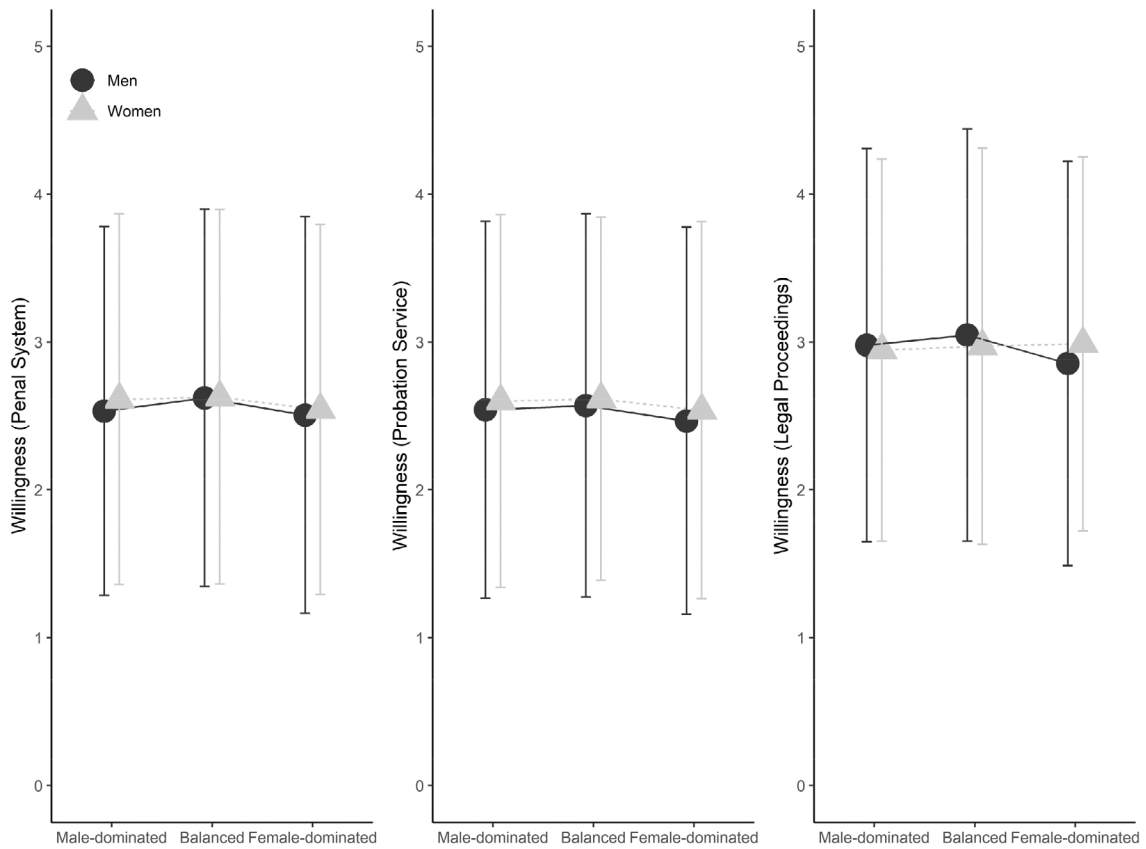 Willingness (Penal System)
5
4
3
2
1
0
Men
Women
Male-dominated Balanced Female-dominated
Willingness (Probation Service)
5
4
3
2
1
0
Male-dominated Balanced Female-dominated
Willingness (Legal Proceedings)
5
4
3
2
1
0
Male-dominated Balanced Female-dominated